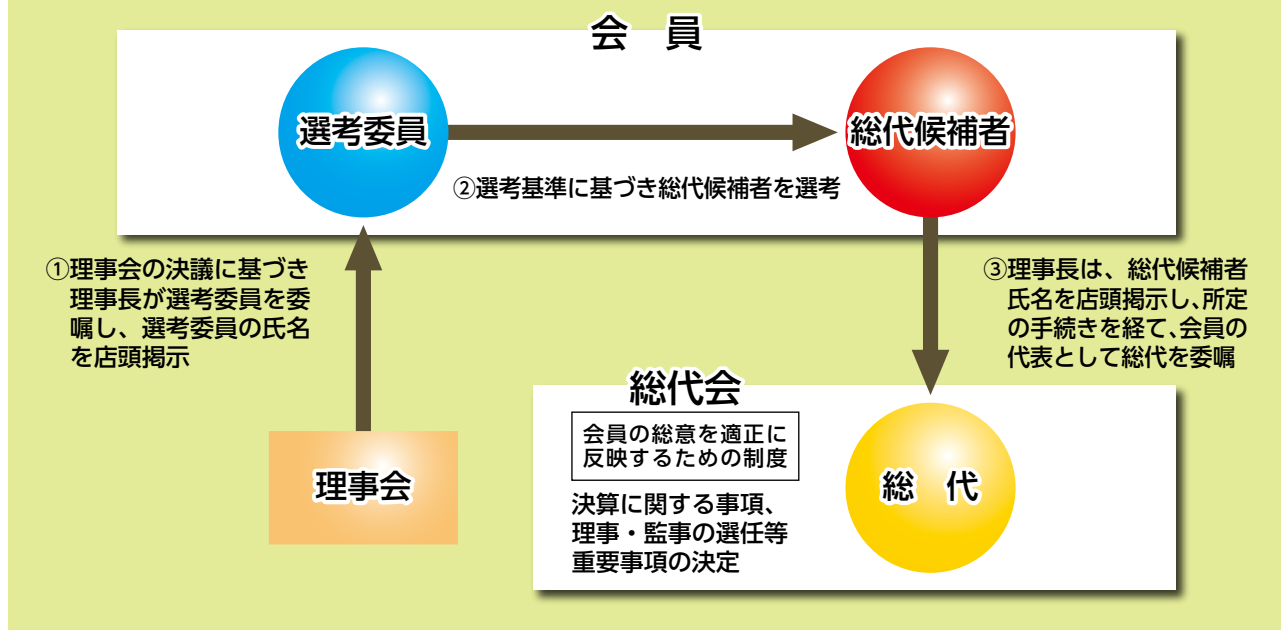 会　員
選考委員
総代候補者
②選考基準に基づき総代候補者を選考
①理事会の決議に基づき
理事長が選考委員を委
嘱し、選考委員の氏名
を店頭掲示
③理事長は、総代候補者
氏名を店頭掲示し、所定
の手続きを経て、会員の
代表として総代を委嘱
理事会
総代会
会員の総意を適正に
反映するための制度
決算に関する事項、
理事・監事の選任等
重要事項の決定
総　代